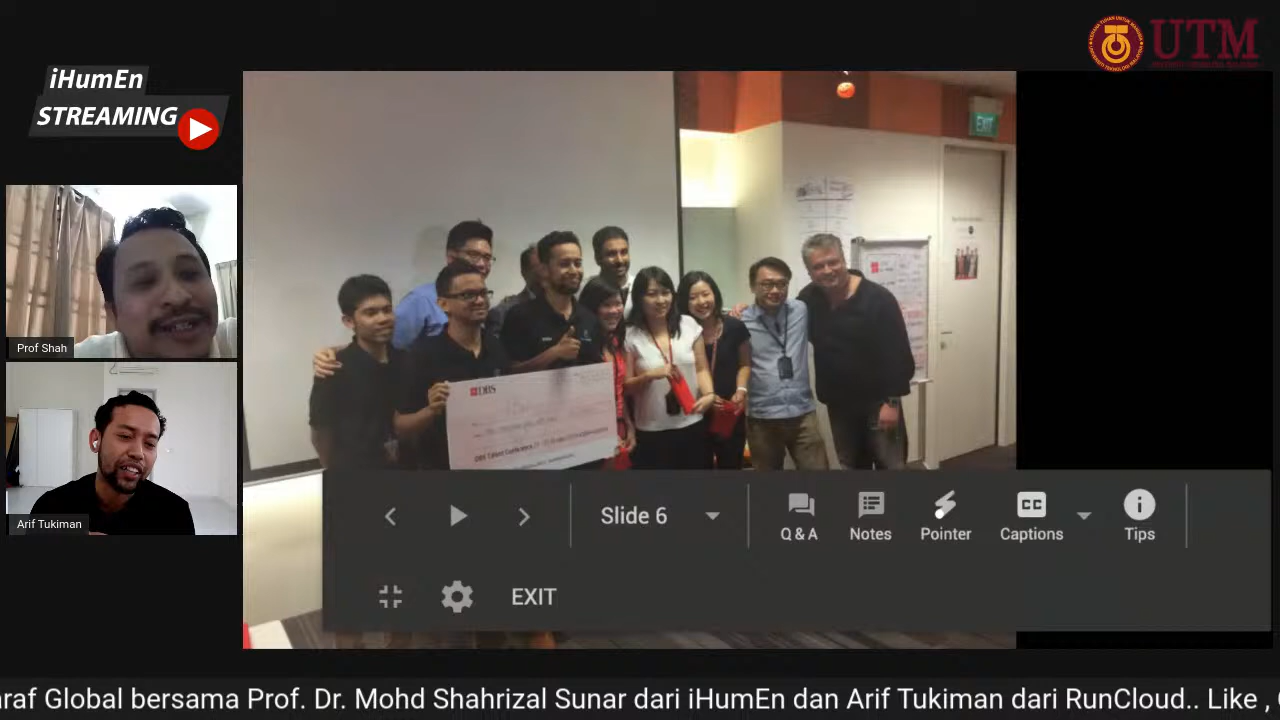 UTM
iHumEn
STREAMING
EXIT
Prof Shah
DBS
Arif Tukiman
Slide 6
Q & A
Notes
Pointer
CC
Captions
Tips
EXIT
raf Global bersama Prof. Dr. Mohd Shahrizal Sunar dari iHumEn dan Arif Tukiman dari RunCloud.. Like ,